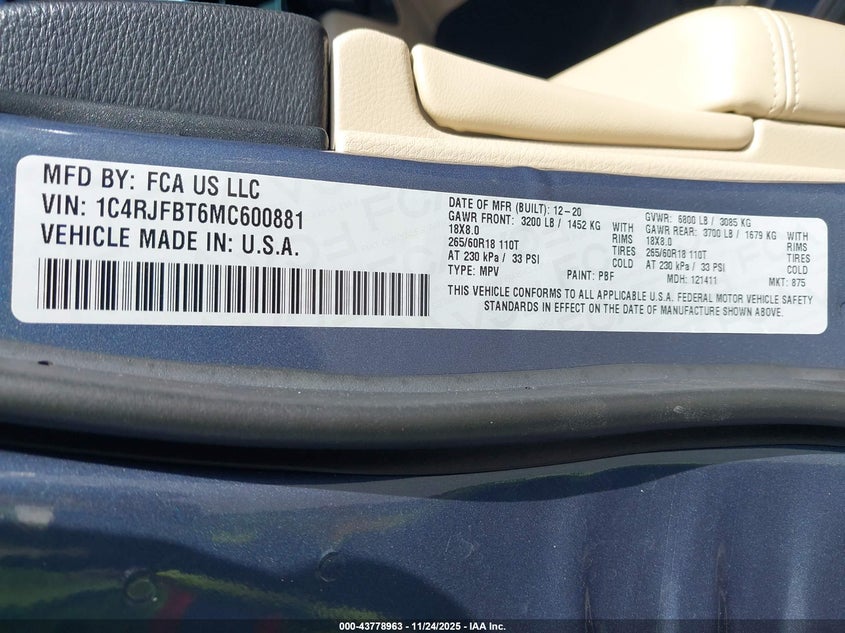 MFD BY: FCA US LLC
VIN: 1C4RJFBT6MC600881
VEHICLE MADE IN: U.S.A.
DATE OF MFR (BUILT): 12-20 GVWR: 6800 LB / 3085 KG
GAWR FRONT: 3200 LB / 1452 KG WITH GAWR REAR: 3700 LB / 1679 KG WITH
18X8.0 RIMS 18X8.0 RIMS
265/60R18 110T TIRES 265/60R18 110T TIRES
AT 230 kPa / 33 PSI COLD AT 230 kPa / 33 PSI COLD
TYPE: MPV PAINT: PBF MDH: 121411 MKT: 875
THIS VEHICLE CONFORMS TO ALL APPLICABLE U.S.A. FEDERAL MOTOR VEHICLE SAFETY
STANDARDS IN EFFECT ON THE DATE OF MANUFACTURE SHOWN ABOVE.
000-43778963 - 11/24/2025 - IAA Inc.